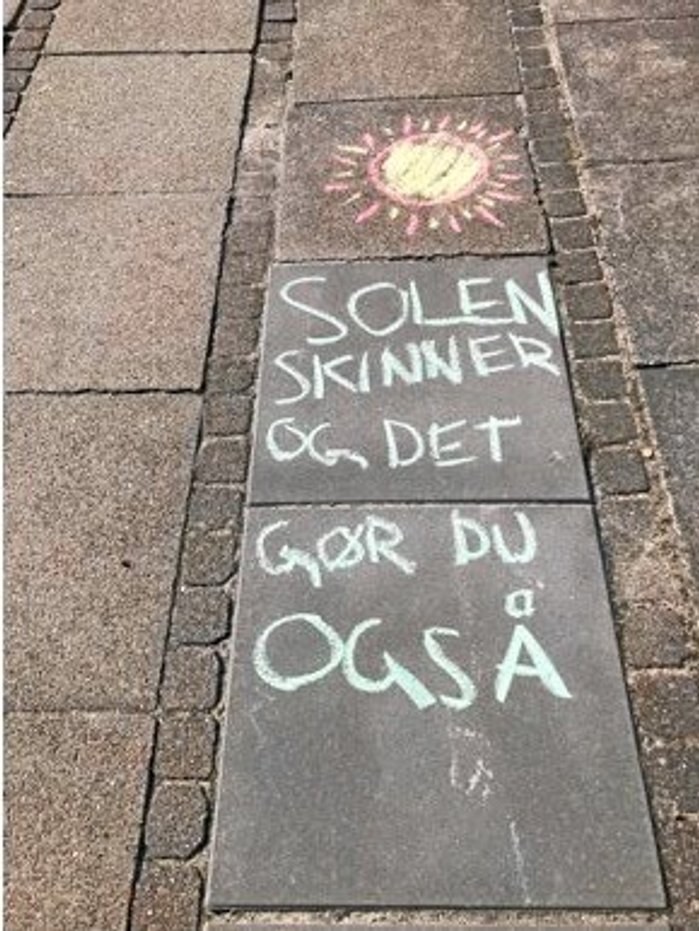 SOLEN
SKINNER
OG DET
GØR DU
OGSÅ